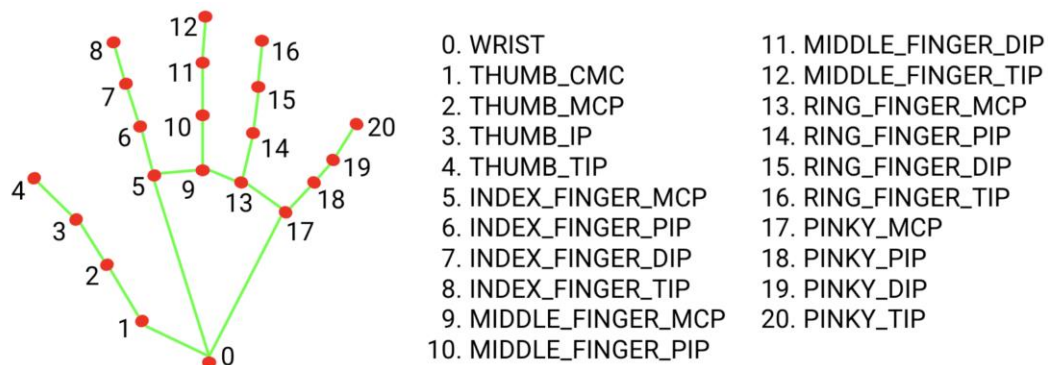 12
8
16
11
7
15
6
10
20
14
19
4
5
9
13
18
3
17
2
1
0
0. WRIST
1. THUMB_CMC
2. THUMB_MCP
3. THUMB_IP
4. THUMB_TIP
5. INDEX_FINGER_MCP
6. INDEX_FINGER_PIP
7. INDEX_FINGER_DIP
8. INDEX_FINGER_TIP
9. MIDDLE_FINGER_MCP
10. MIDDLE_FINGER_PIP
11. MIDDLE_FINGER_DIP
12. MIDDLE_FINGER_TIP
13. RING_FINGER_MCP
14. RING_FINGER_PIP
15. RING_FINGER_DIP
16. RING_FINGER_TIP
17. PINKY_MCP
18. PINKY_PIP
19. PINKY_DIP
20. PINKY_TIP